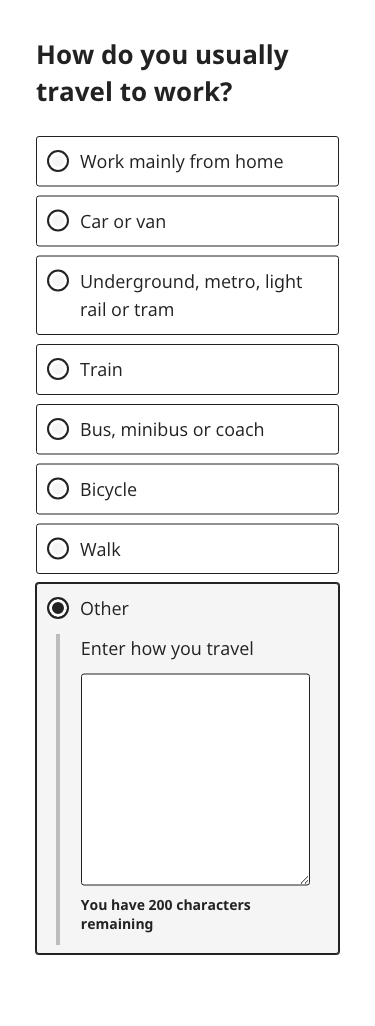 How do you usually
travel to work?
Work mainly from home
Car or van
Underground, metro, light
rail or tram
Train
Bus, minibus or coach
Bicycle
Walk
Other
Enter how you travel
You have 200 characters
remaining